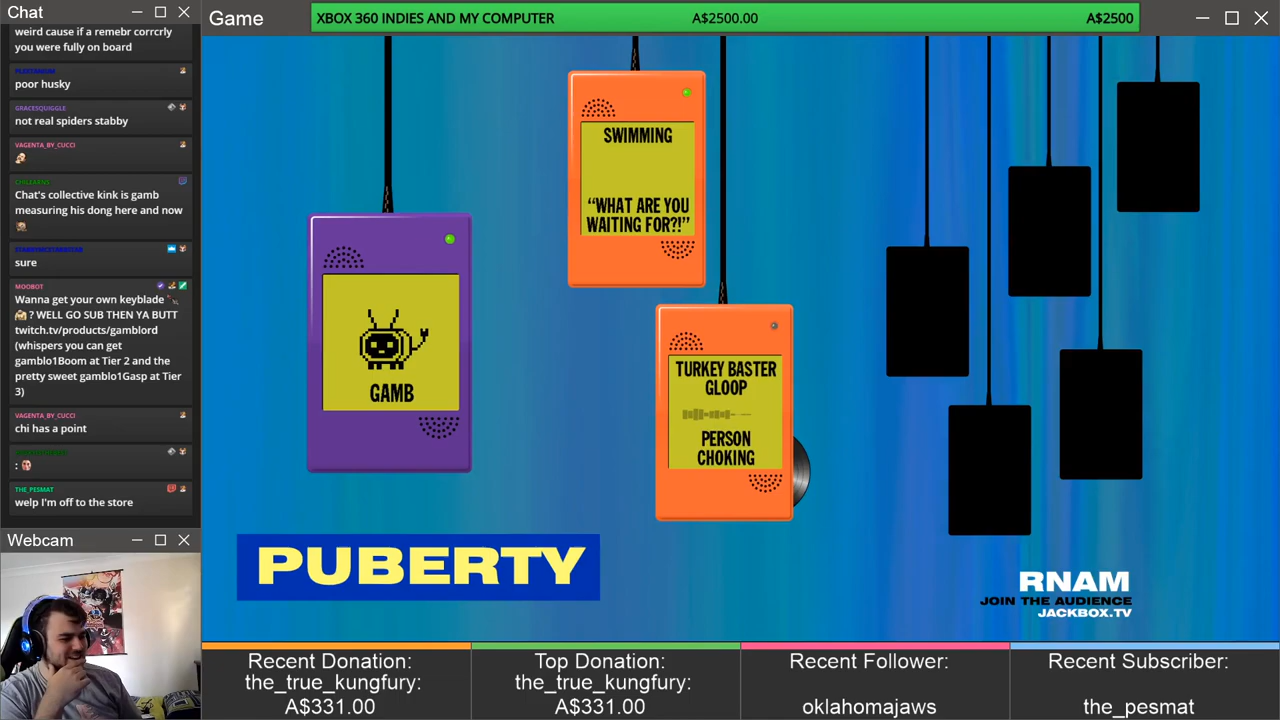 Chat
Game
XBOX 360 INDIES AND MY COMPUTER
A$2500.00
A$2500
weird cause if a remebr corrcrly
you were fully on board
poor husky
GRACESQUIGGLE
not real spiders stabby
VAGENTA_BY_CUCCI
Chat's collective kink is gamb
measuring his dong here and now
sure
MOOBOT
Wanna get your own keyblade
? WELL GO SUB THEN YA BUTT
twitch.tv/products/gamblord
(whispers you can get
gamblo1Boom at Tier 2 and the
pretty sweet gamblo1Gasp at Tier
3)
VAGENTA_BY_CUCCI
chi has a point
:
THE_PESMAT
welp I'm off to the store
Webcam
GAMB
SWIMMING
“WHAT ARE YOU
WAITING FOR?!”
TURKEY BASTER
GLOOP
PERSON
CHOKING
PUBERTY
RNAM
JOIN THE AUDIENCE
JACKBOX.TV
Recent Donation:
the_true_kungfury:
A$331.00
Top Donation:
the_true_kungfury:
A$331.00
Recent Follower:
oklahomajaws
Recent Subscriber:
the_pesmat